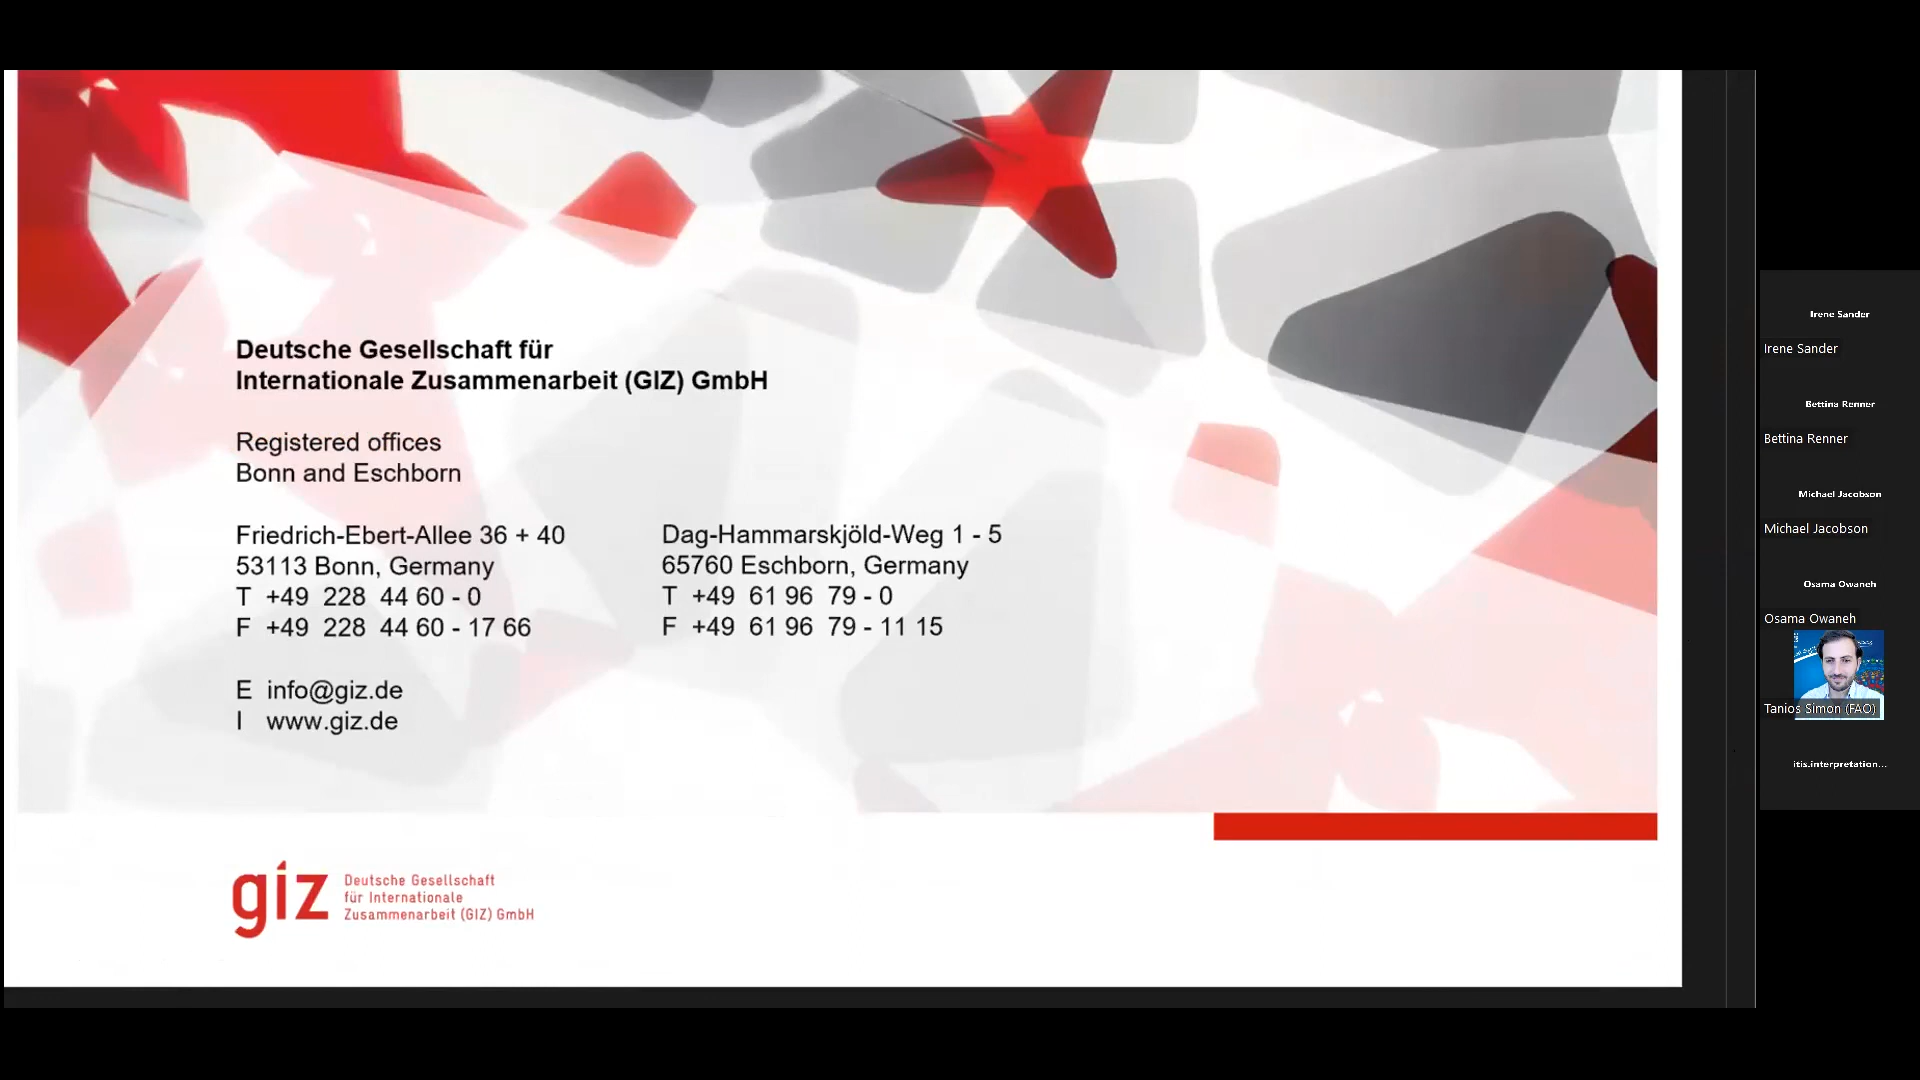 Deutsche Gesellschaft für
Internationale Zusammenarbeit (GIZ) GmbH
Registered offices
Bonn and Eschborn
Friedrich-Ebert-Allee 36 + 40
53113 Bonn, Germany
T +49 228 44 60 - 0
F +49 228 44 60 - 17 66
Dag-Hammarskjöld-Weg 1 - 5
65760 Eschborn, Germany
T +49 61 96 79 - 0
F +49 61 96 79 - 11 15
E info@giz.de
I www.giz.de
giz
Deutsche Gesellschaft
für Internationale
Zusammenarbeit (GIZ) GmbH
Irene Sander
Irene Sander
Bettina Renner
Bettina Renner
Michael Jacobson
Michael Jacobson
Osama Owaneh
Osama Owaneh
Tanios Simon (FAO)
itis.interpretation...